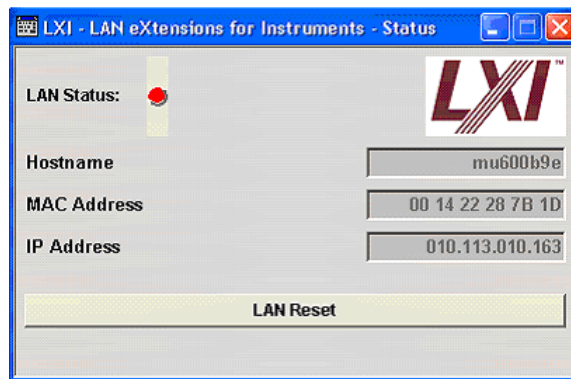 LXI - LAN eXtensions for Instruments - Status
LAN Status:
LXI™
Hostname mu600b9e
MAC Address 00 14 22 28 7B 1D
IP Address 010.113.010.163
LAN Reset